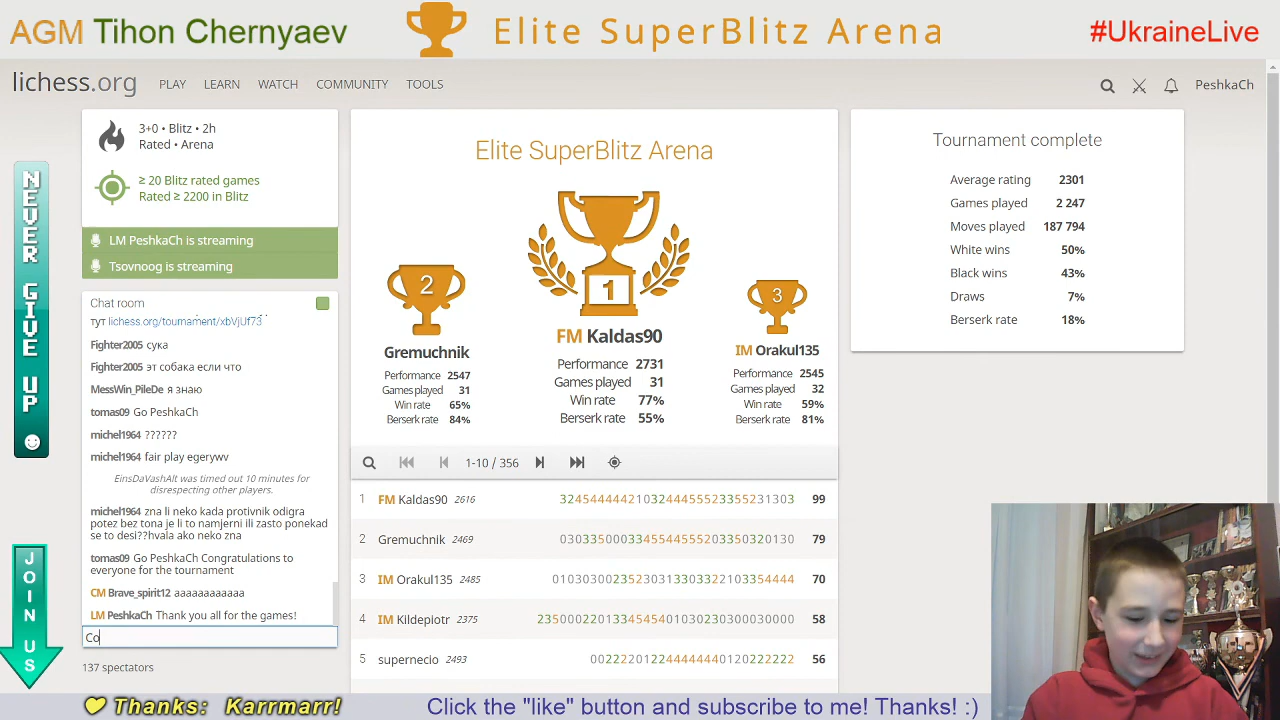 AGM Tihon Chernyaev
Elite SuperBlitz Arena
#UkraineLive
lichess.org PLAY LEARN WATCH COMMUNITY TOOLS PeshkaCh
NEVER GIVE UP
JOIN US
3+0 • Blitz • 2h
Rated • Arena
≥ 20 Blitz rated games
Rated ≥ 2200 in Blitz
LM PeshkaCh is streaming
Tsovnoog is streaming
Chat room
тут lichess.org/tournament/xbVjUf73
Fighter2005 сука
Fighter2005 эт собака если что
MessWin_PileDe я знаю
tomas09 Go PeshkaCh
michel1964 ??????
michel1964 fair play egerywv
EinsDaVashAlt was timed out 10 minutes for
disrespecting other players.
michel1964 zna li neko kada protivnik odigra
potez bez tona je li to namjerni ili zasto ponekad
se to desi??hvala ako neko zna
tomas09 Go PeshkaCh Congratulations to
everyone for the tournament
CM Brave_spirit12 aaaaaaaaaaaa
LM PeshkaCh Thank you all for the games!
Co
137 spectators
Elite SuperBlitz Arena
2
Gremuchnik
Performance 2547
Games played 31
Win rate 65%
Berserk rate 84%
1
FM Kaldas90
Performance 2731
Games played 31
Win rate 77%
Berserk rate 55%
3
IM Orakul135
Performance 2545
Games played 32
Win rate 59%
Berserk rate 81%
1-10 / 356
1 FM Kaldas90 2616 99
2 Gremuchnik 2469 79
3 IM Orakul135 2485 70
4 IM Kildepiotr 2375 58
5 supernecio 2493 56
Tournament complete
Average rating 2301
Games played 2 247
Moves played 187 794
White wins 50%
Black wins 43%
Draws 7%
Berserk rate 18%
Thanks: Karrmarr!
Click the "like" button and subscribe to me! Thanks! :)